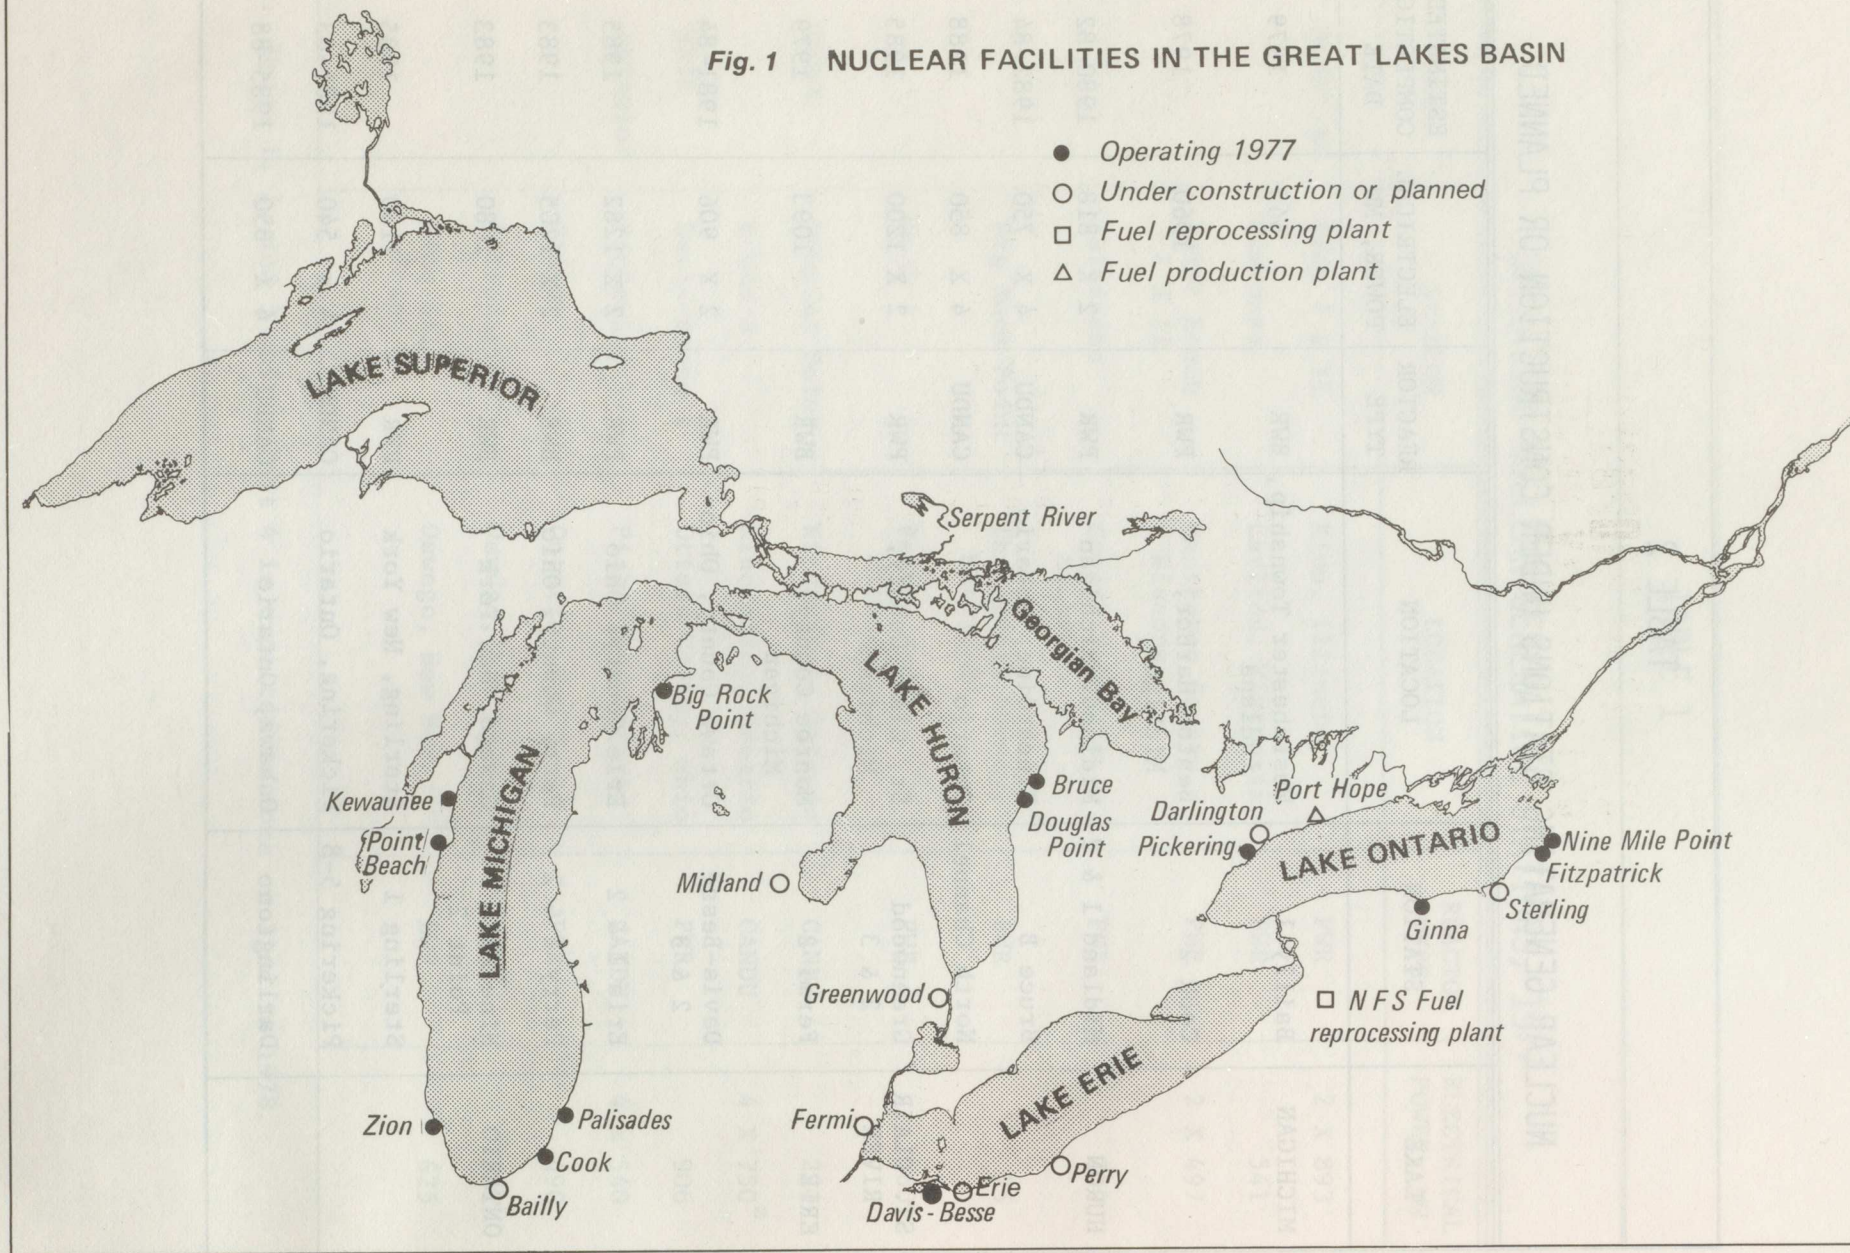 Fig. 1 NUCLEAR FACILITIES IN THE GREAT LAKES BASIN
Operating 1977
Under construction or planned
Fuel reprocessing plant
Fuel production plant
LAKE SUPERIOR
Serpent River
Georgian Bay
LAKE HURON
LAKE MICHIGAN
Big Rock
Point
Kewaunee
Point
Beach
Bruce
Douglas
Point
Darlington
Pickering
Port Hope
LAKE ONTARIO
Nine Mile Point
Fitzpatrick
Sterling
Ginna
Midland
Greenwood
NFS Fuel
reprocessing plant
LAKE ERIE
Fermi
Zion
Palisades
Cook
Bailly
Perry
Erie
Davis-Besse